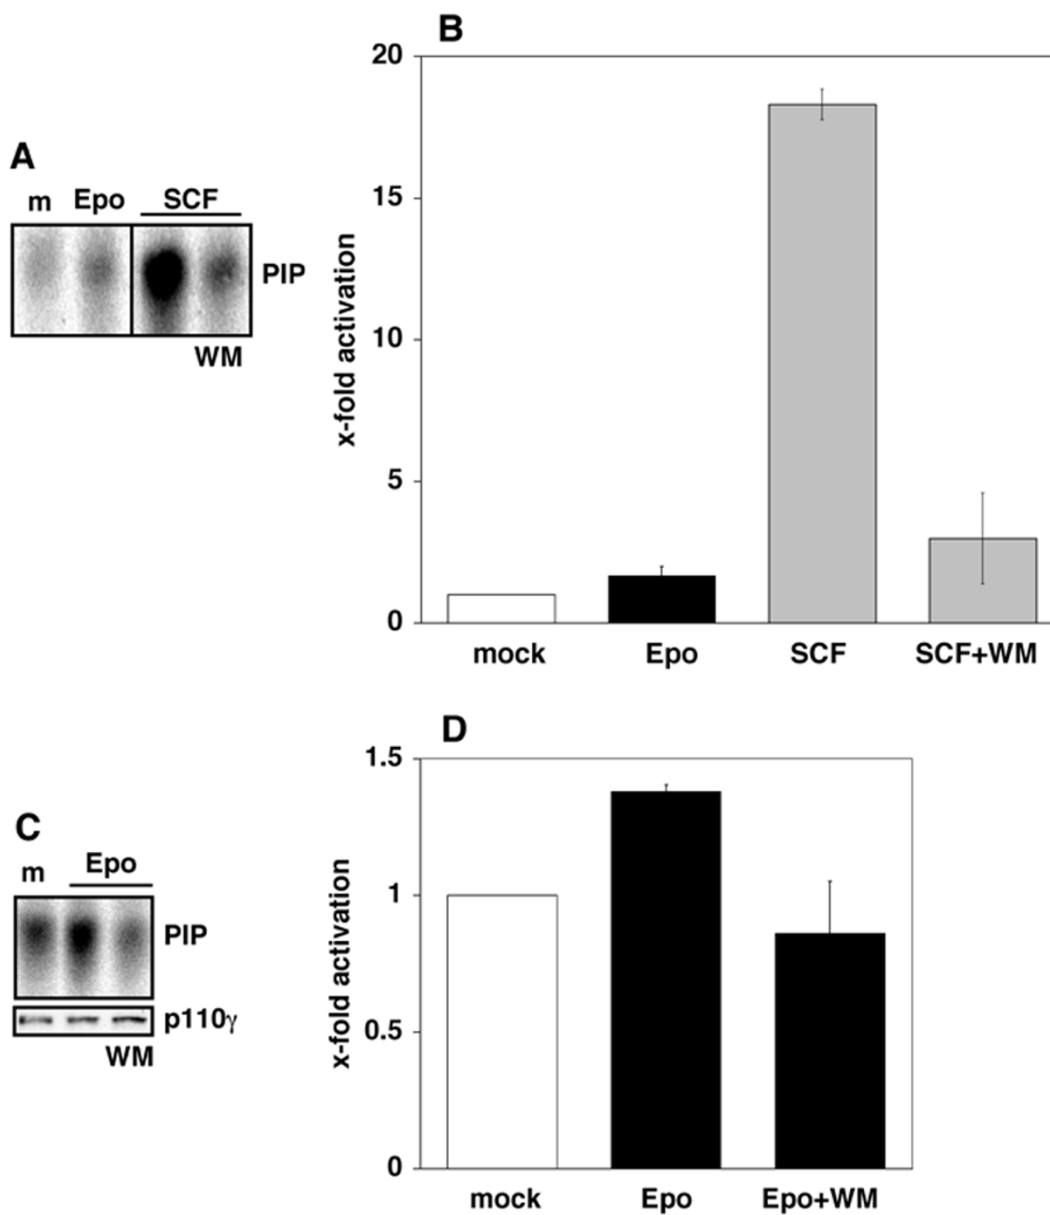 A
m Epo SCF
PIP
WM
B
20
15
10
5
0
x-fold activation
mock Epo SCF SCF+WM
C
m Epo
PIP
p110γ
WM
D
1.5
1
0.5
0
x-fold activation
mock Epo Epo+WM